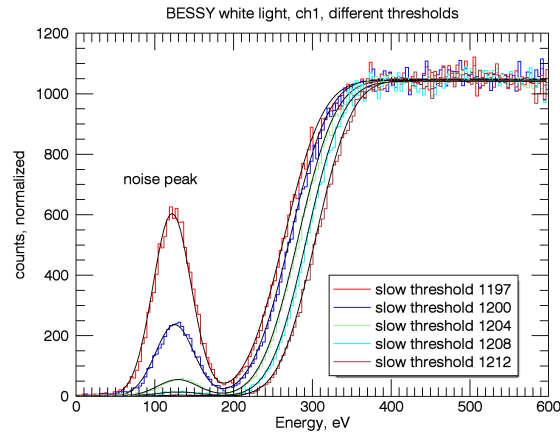 BESSY white light, ch1, different thresholds
1200
1000
800
600
400
200
0
counts, normalized
noise peak
slow threshold 1197
slow threshold 1200
slow threshold 1204
slow threshold 1208
slow threshold 1212
0 100 200 300 400 500 600
Energy, eV